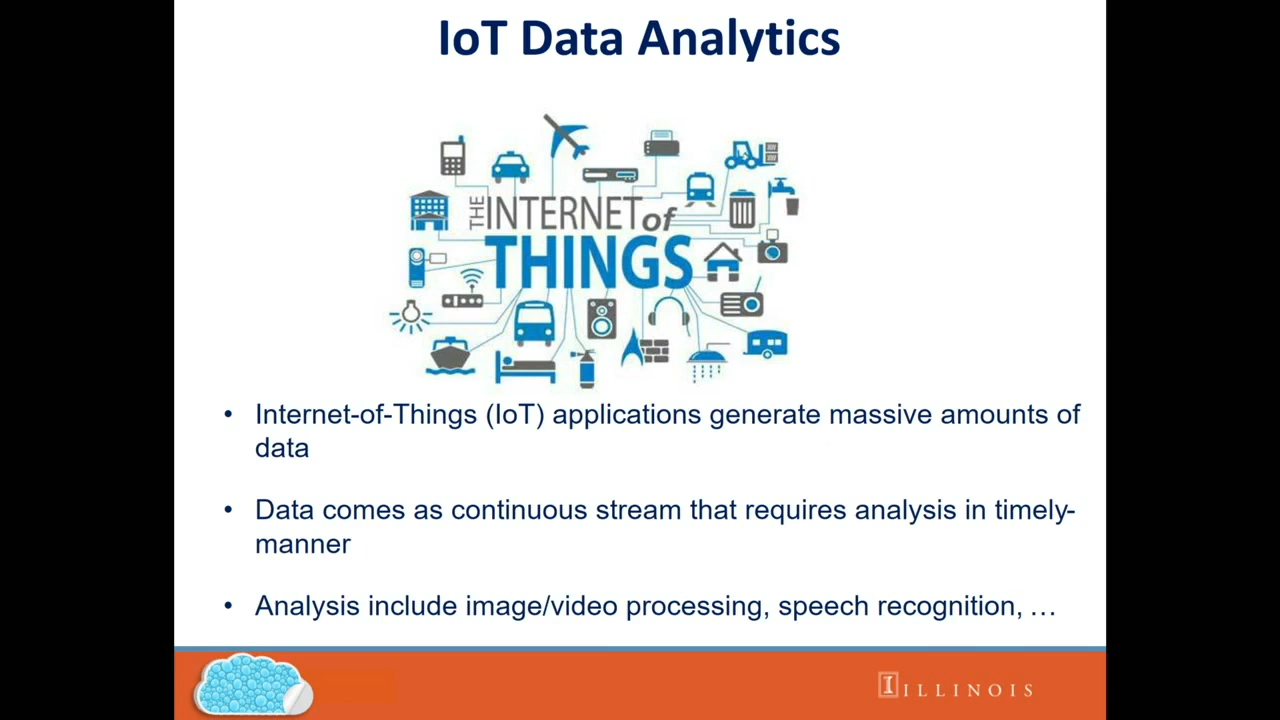 IoT Data Analytics
THE INTERNET of
THINGS
• Internet-of-Things (IoT) applications generate massive amounts of
data
• Data comes as continuous stream that requires analysis in timely-
manner
• Analysis include image/video processing, speech recognition, …
I ILLINOIS